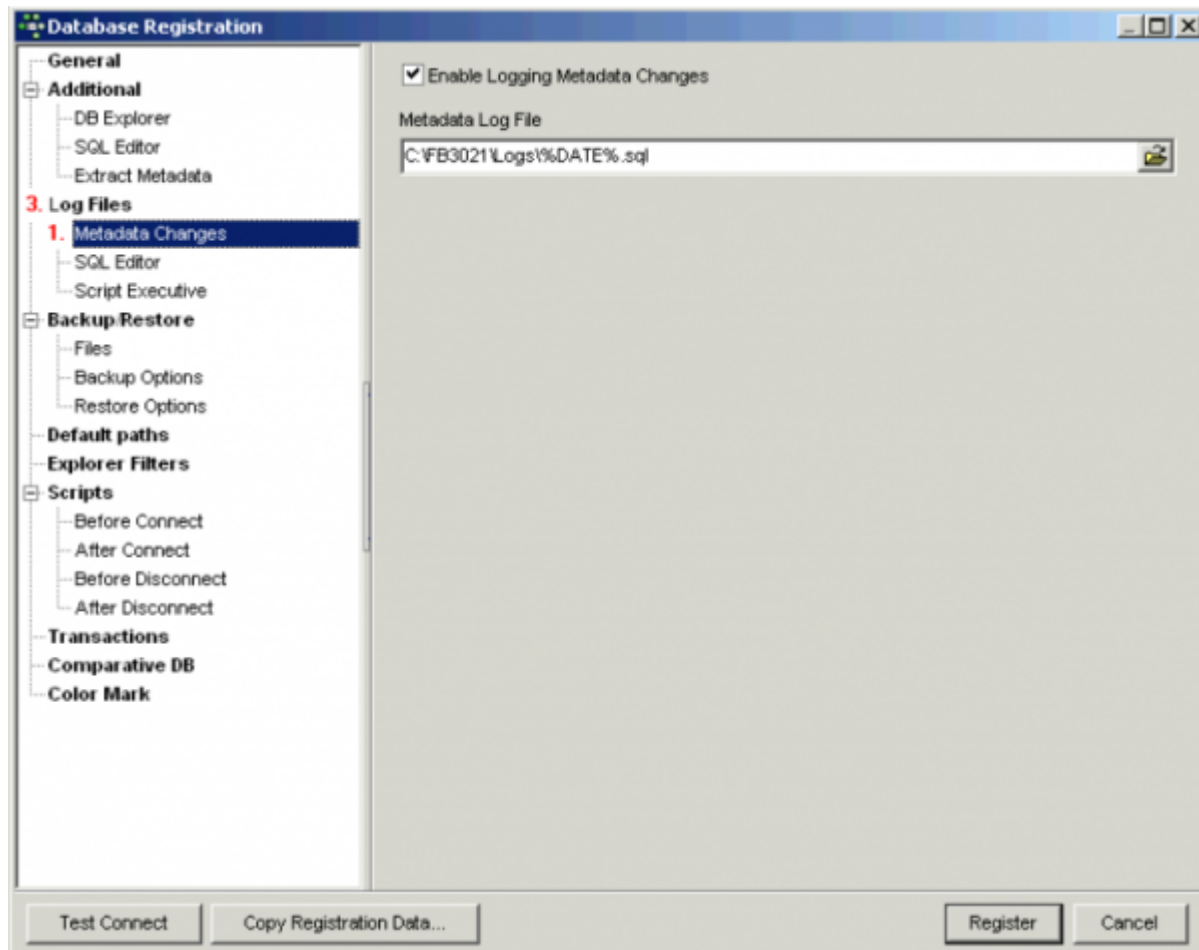 Database Registration
General
Additional
DB Explorer
SQL Editor
Extract Metadata
3. Log Files
1. Metadata Changes
SQL Editor
Script Executive
Backup/Restore
Files
Backup Options
Restore Options
Default paths
Explorer Filters
Scripts
Before Connect
After Connect
Before Disconnect
After Disconnect
Transactions
Comparative DB
Color Mark
Enable Logging Metadata Changes
Metadata Log File
C:\FB3021\Logs\%DATE%.sql
Test Connect
Copy Registration Data...
Register
Cancel